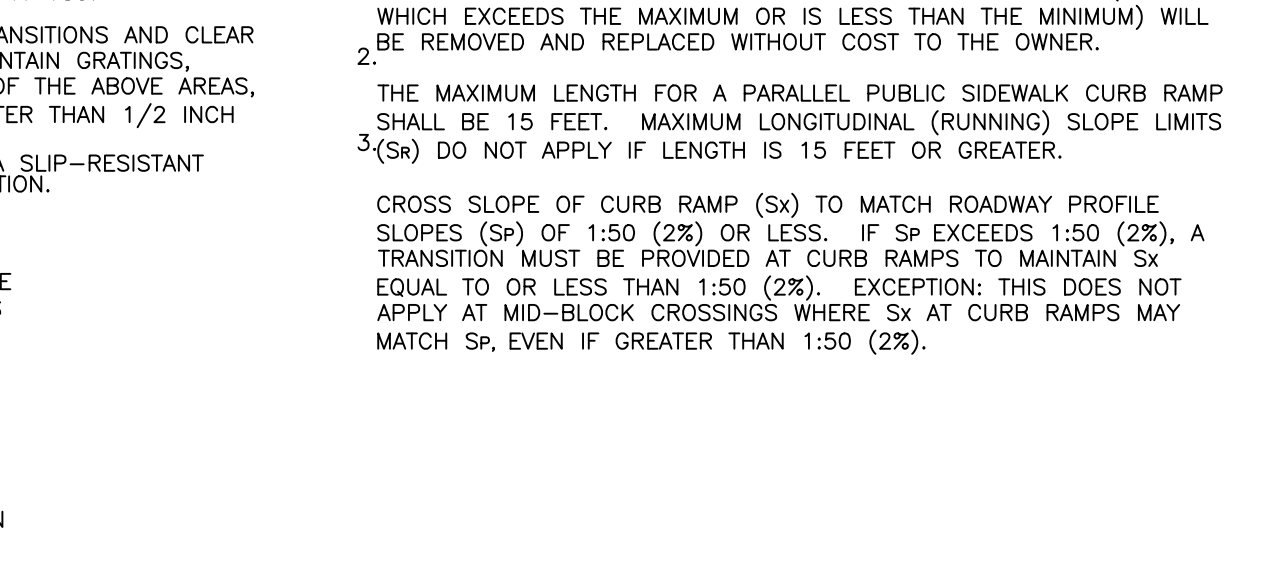 ANSITIONS AND CLEAR
NTAIN GRATINGS,
OF THE ABOVE AREAS,
TER THAN 1/2 INCH
A SLIP-RESISTANT
TION.
E
N
WHICH EXCEEDS THE MAXIMUM OR IS LESS THAN THE MINIMUM) WILL
BE REMOVED AND REPLACED WITHOUT COST TO THE OWNER.
2.
THE MAXIMUM LENGTH FOR A PARALLEL PUBLIC SIDEWALK CURB RAMP
SHALL BE 15 FEET. MAXIMUM LONGITUDINAL (RUNNING) SLOPE LIMITS
3.
(SR) DO NOT APPLY IF LENGTH IS 15 FEET OR GREATER.
CROSS SLOPE OF CURB RAMP (Sx) TO MATCH ROADWAY PROFILE
SLOPES (SP) OF 1:50 (2%) OR LESS. IF SP EXCEEDS 1:50 (2%), A
TRANSITION MUST BE PROVIDED AT CURB RAMPS TO MAINTAIN Sx
EQUAL TO OR LESS THAN 1:50 (2%). EXCEPTION: THIS DOES NOT
APPLY AT MID-BLOCK CROSSINGS WHERE Sx AT CURB RAMPS MAY
MATCH SP, EVEN IF GREATER THAN 1:50 (2%).